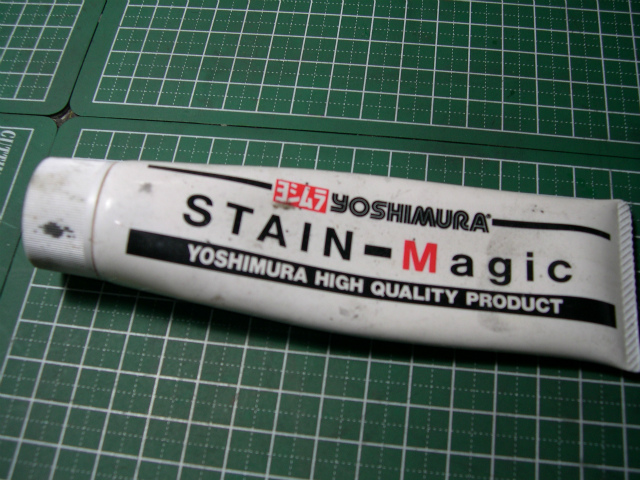 ヨシムラ YOSHIMURA
STAIN-Magic
YOSHIMURA HIGH QUALITY PRODUCT